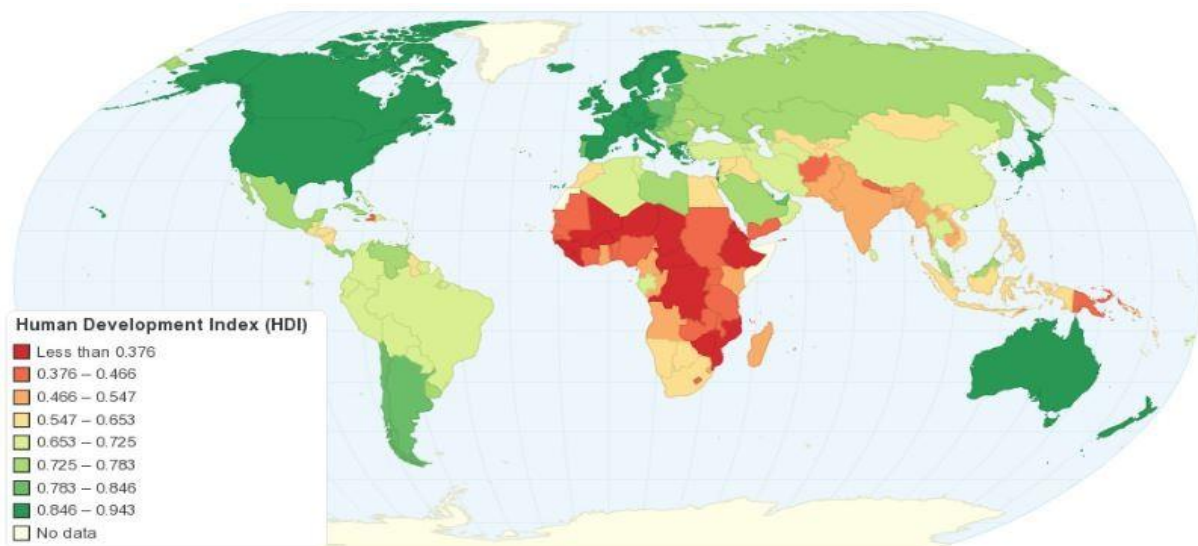 Human Development Index (HDI)
Less than 0.376
0.376 – 0.466
0.466 – 0.547
0.547 – 0.653
0.653 – 0.725
0.725 – 0.783
0.783 – 0.846
0.846 – 0.943
No data